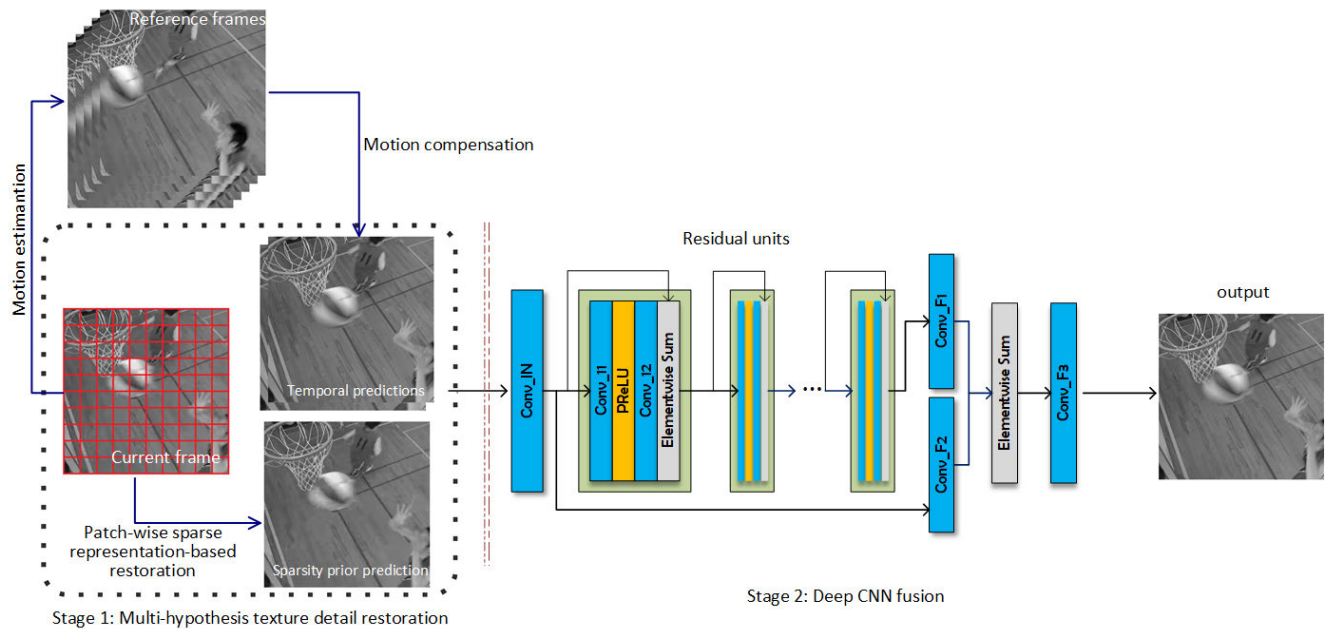 Reference frames
Motion estimantion
Motion compensation
Temporal predictions
Current frame
Patch-wise sparse
representation-based
restoration
Sparsity prior prediction
Stage 1: Multi-hypothesis texture detail restoration
Residual units
Conv_IN
Conv_11
PReLU
Conv_12
Elementwise Sum
...
Conv_F1
Conv_F2
Elementwise Sum
Conv_F3
output
Stage 2: Deep CNN fusion